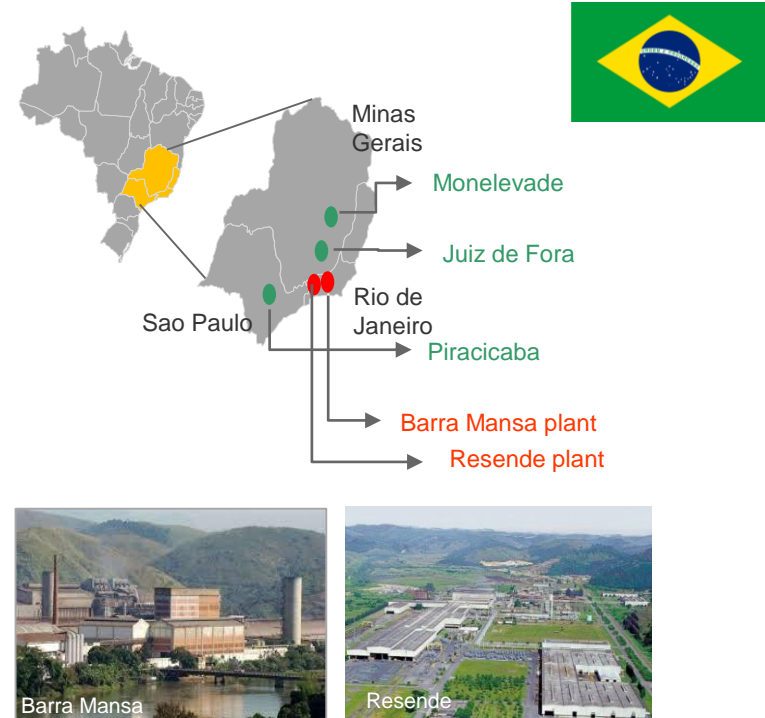 Minas
Gerais
Monelevade
Juiz de Fora
Rio de
Janeiro
Sao Paulo
Piracicaba
Barra Mansa plant
Resende plant
Barra Mansa
Resende